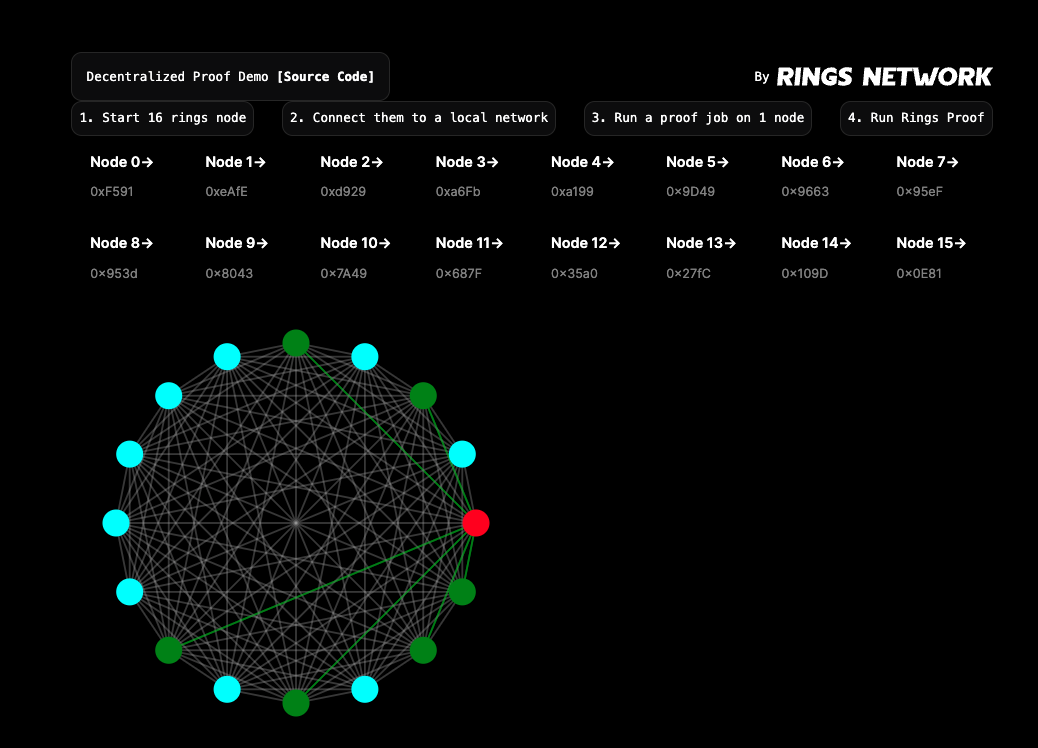 Decentralized Proof Demo [Source Code]
By RINGS NETWORK
1. Start 16 rings node
2. Connect them to a local network
3. Run a proof job on 1 node
4. Run Rings Proof
Node 0→ Node 1→ Node 2→ Node 3→ Node 4→ Node 5→ Node 6→ Node 7→
0xF591 0xeAfE 0xd929 0xa6Fb 0xa199 0x9D49 0x9663 0x95eF
Node 8→ Node 9→ Node 10→ Node 11→ Node 12→ Node 13→ Node 14→ Node 15→
0x953d 0x8043 0x7A49 0x687F 0x35a0 0x27fC 0x109D 0x0E81